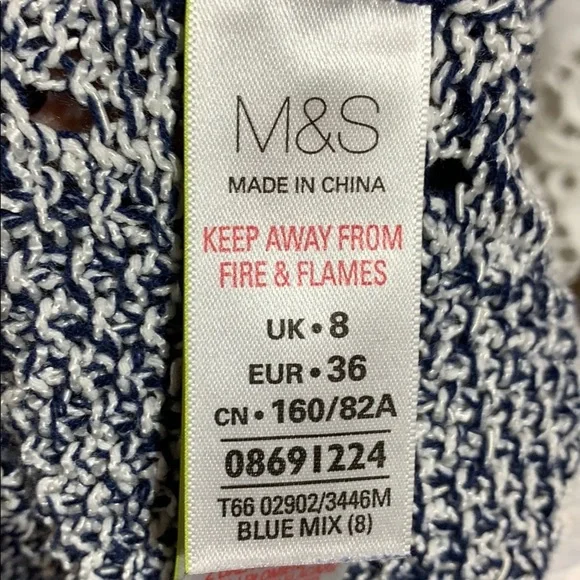 M&S
MADE IN CHINA
KEEP AWAY FROM
FIRE & FLAMES
UK • 8
EUR • 36
CN • 160/82A
08691224
T66 02902/3446M
BLUE MIX (8)